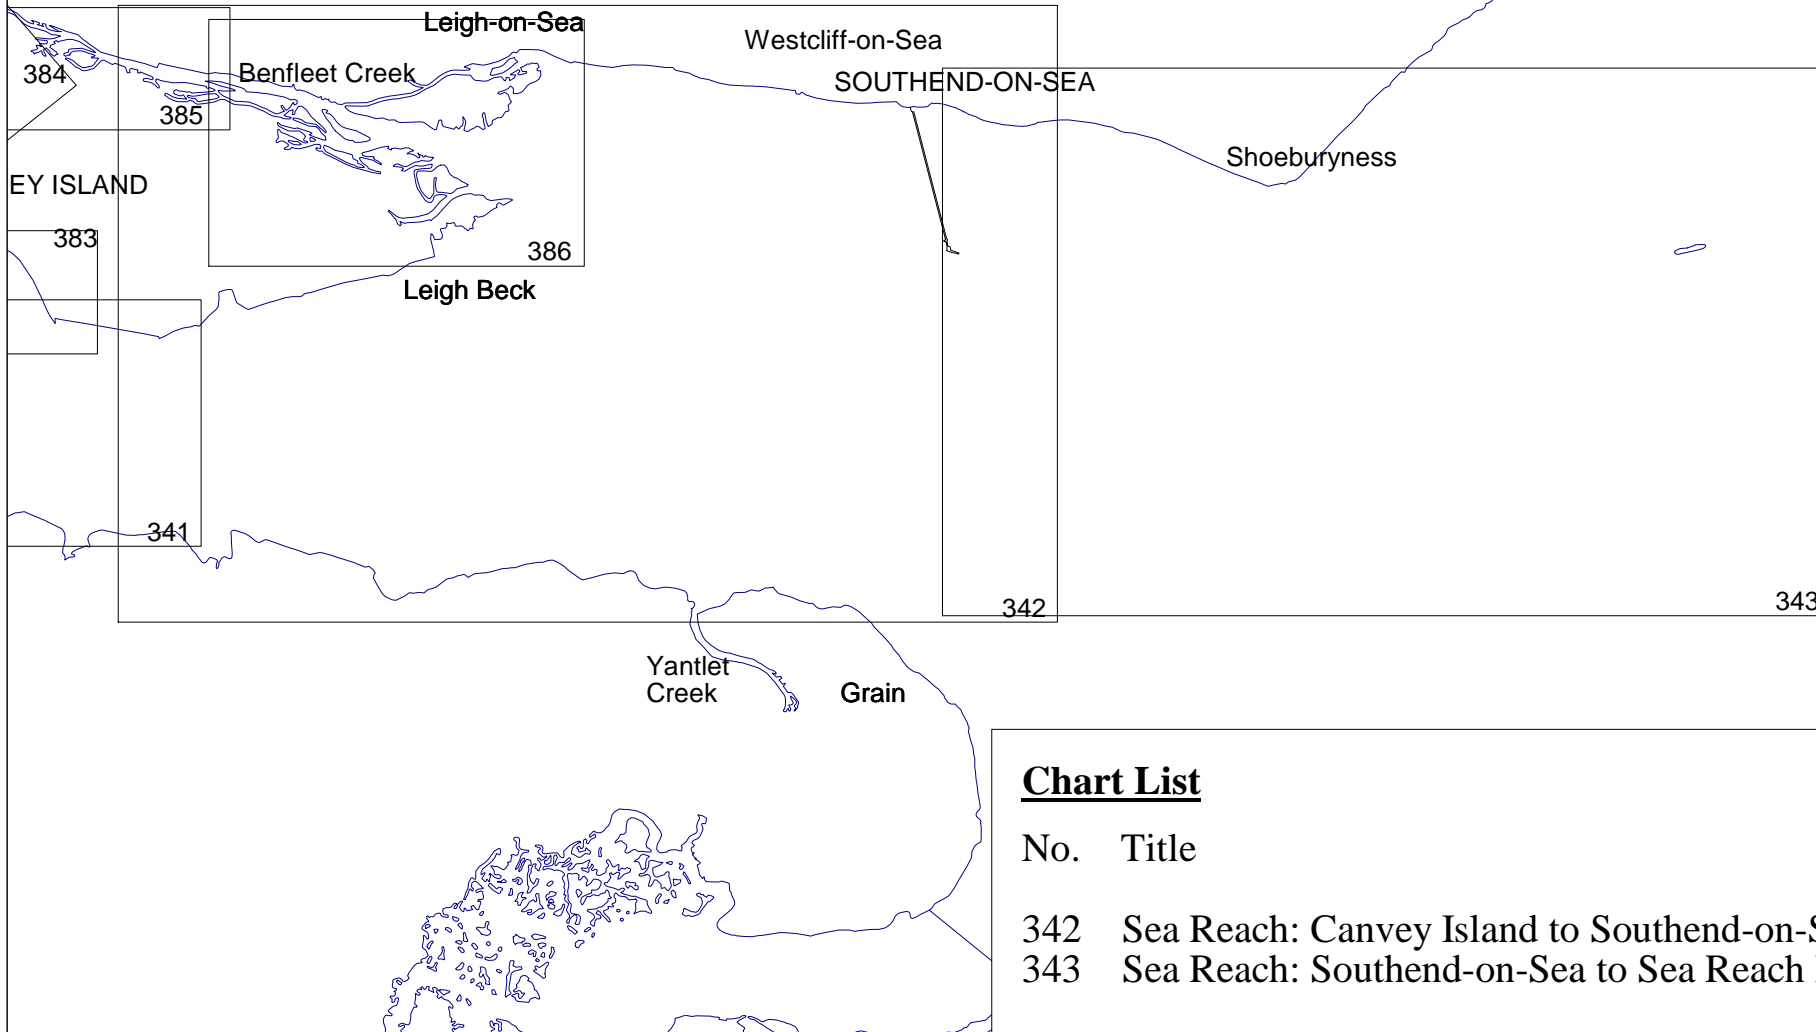 Leigh-on-Sea
Westcliff-on-Sea
384
Benfleet Creek
SOUTHEND-ON-SEA
385
Shoeburyness
EY ISLAND
383
386
Leigh Beck
341
342
343
Yantlet
Creek
Grain
Chart List
No. Title
342 Sea Reach: Canvey Island to Southend-on-S
343 Sea Reach: Southend-on-Sea to Sea Reach